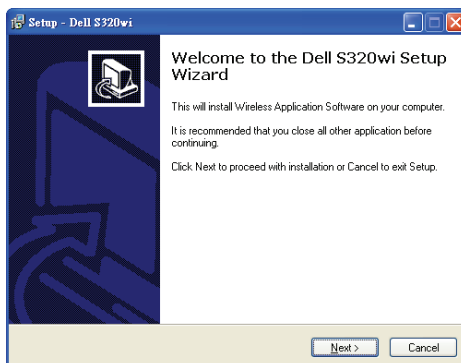 Setup - Dell S320wi
Welcome to the Dell S320wi Setup
Wizard
This will install Wireless Application Software on your computer.
It is recommended that you close all other application before
continuing.
Click Next to proceed with installation or Cancel to exit Setup.
Next >
Cancel